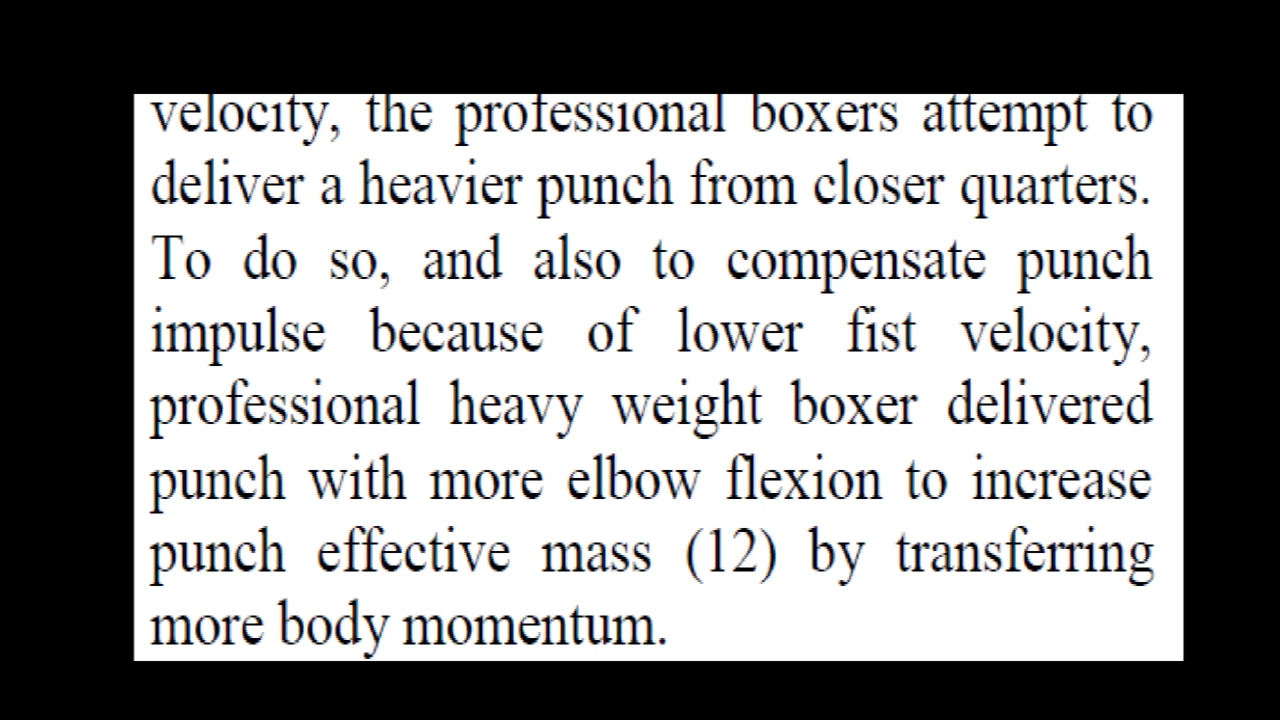 velocity, the professional boxers attempt to
deliver a heavier punch from closer quarters.
To do so, and also to compensate punch
impulse because of lower fist velocity,
professional heavy weight boxer delivered
punch with more elbow flexion to increase
punch effective mass (12) by transferring
more body momentum.